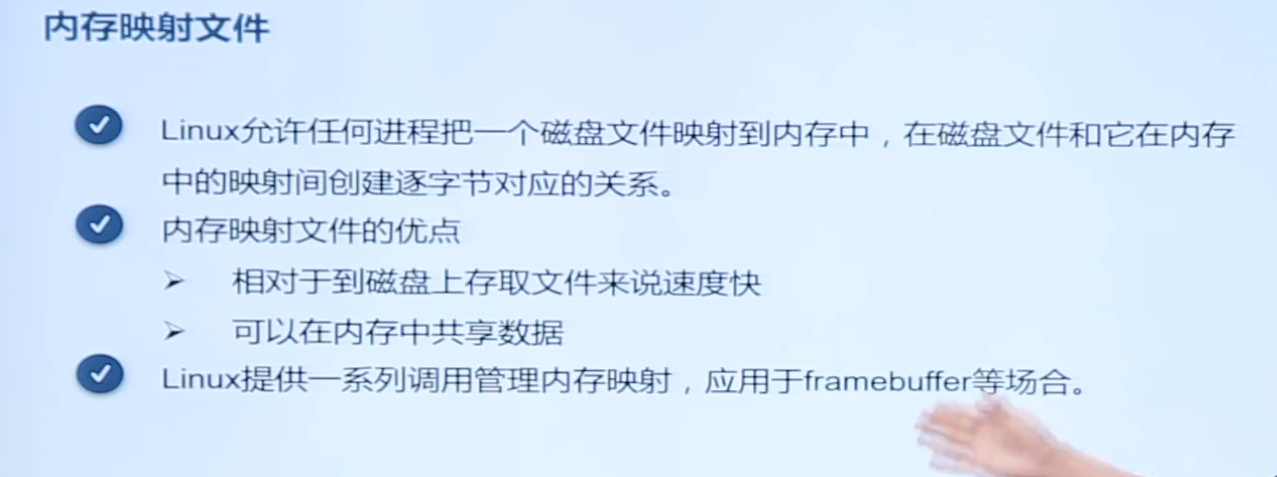 内存映射文件
Linux允许任何进程把一个磁盘文件映射到内存中，在磁盘文件和它在内存
中的映射间创建逐字节对应的关系。
内存映射文件的优点
相对于到磁盘上存取文件来说速度快
可以在内存中共享数据
Linux提供一系列调用管理内存映射，应用于framebuffer等场合。